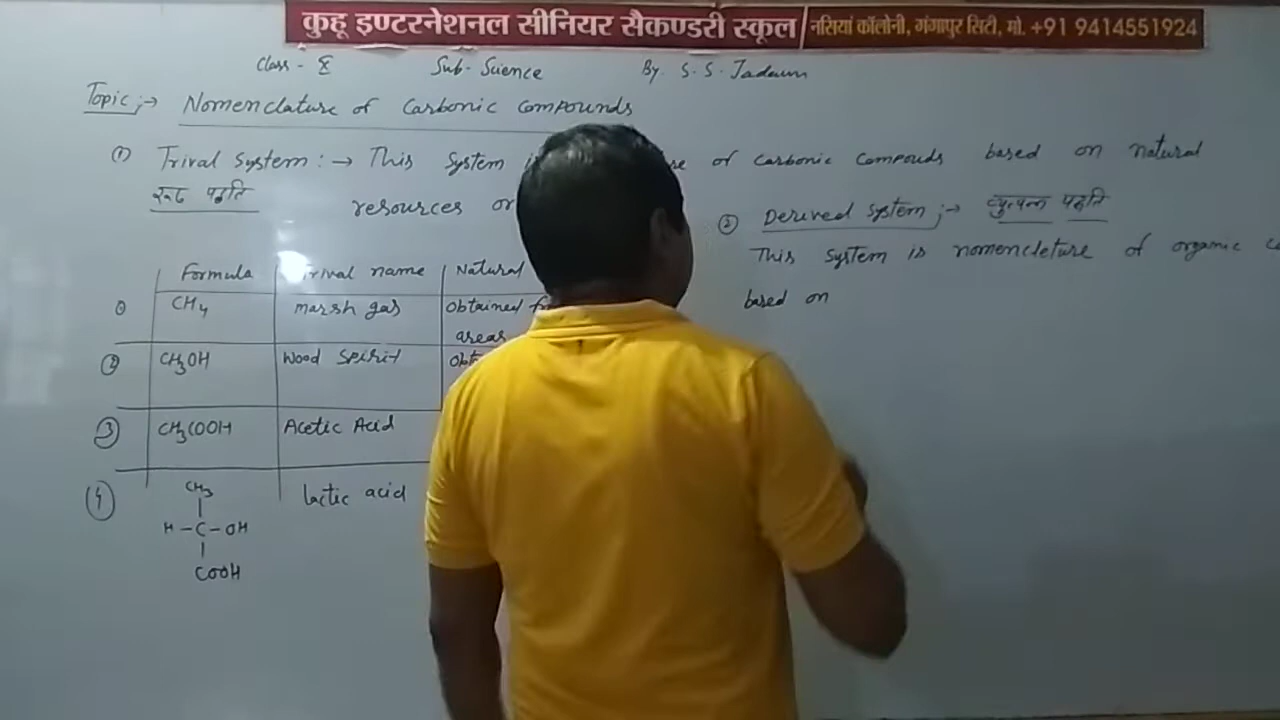 कुहू इण्टरनेशनल सीनियर सैकण्डरी स्कूल नसियां कॉलोनी, गंगापुर सिटी, मो. +91 9414551924
Class - X Sub- Science By. S. S. Jadaun
Topic :→ Nomenclature of Carbonic Compounds
① Trival System : → This System of Carbonic Compouds based on natural
रूढ पद्धति resources or
② Derived System ;→ व्युत्पन्न पद्धति
This System is nomencleture of organic
based on
Formula Trival name Natural
① CH4 marsh gas Obtained
areas
② CH3OH Wood Spirit
③ CH3COOH Acetic Acid
④ CH3 lactic acid
H - C - OH
COOH